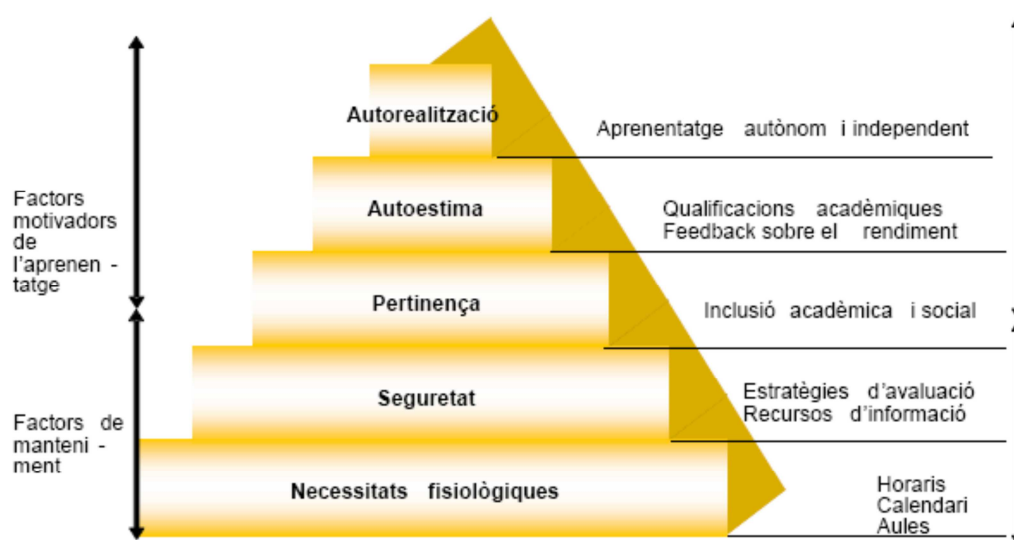 Autorealització
Aprenentatge autònom i independent
Factors
motivadors
de
l'aprenen -
tatge
Autoestima
Qualificacions acadèmiques
Feedback sobre el rendiment
Pertinença
Inclusió acadèmica i social
Seguretat
Estratègies d'avaluació
Recursos d'informació
Factors de
manteni -
ment
Necessitats fisiològiques
Horaris
Calendari
Aules